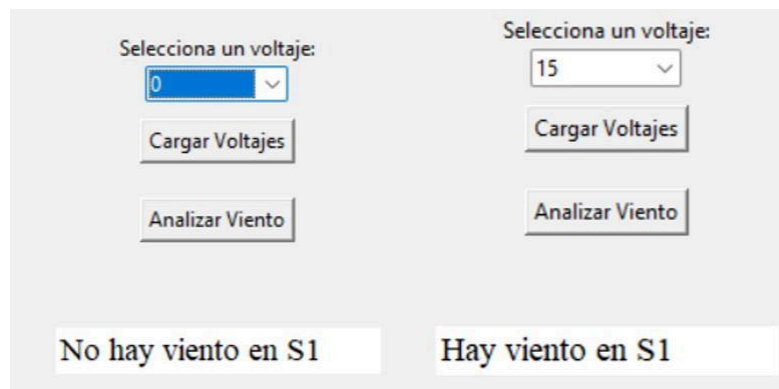 Selecciona un voltaje:
0
Cargar Voltajes
Analizar Viento
No hay viento en S1
Selecciona un voltaje:
15
Cargar Voltajes
Analizar Viento
Hay viento en S1